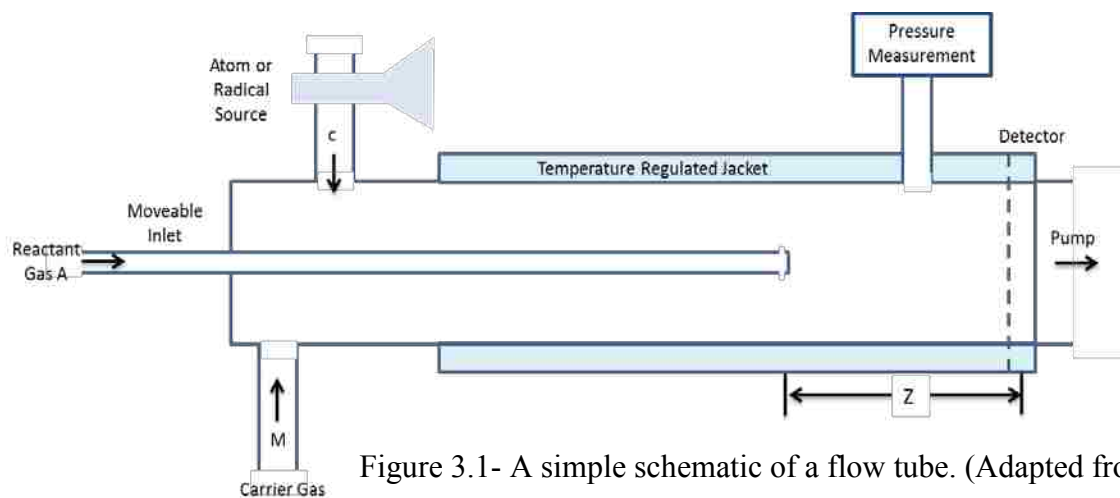 Pressure
Measurement
Atom or
Radical
Source
c
Detector
Temperature Regulated Jacket
Moveable
Inlet
Reactant
Gas A
Pump
Z
M
Carrier Gas
Figure 3.1- A simple schematic of a flow tube. (Adapted fro